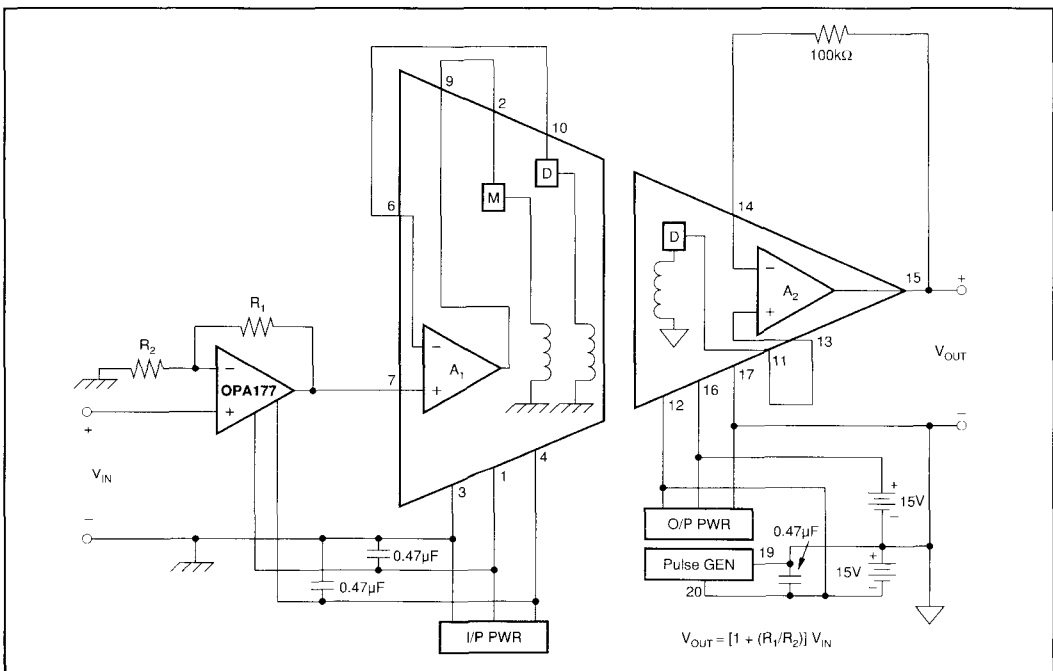 100kΩ
9
2
10
D
M
6
14
D
−
A₂
+
15
+
R₁
R₂
−
OPA177
+
7
−
A₁
+
13
11
V_OUT
12
16
17
−
+
V_IN
−
3
1
4
0.47µF
0.47µF
I/P PWR
O/P PWR
+
15V
−
0.47µF
19
Pulse GEN
20
+
15V
−
V_OUT = [1 + (R₁/R₂)] V_IN